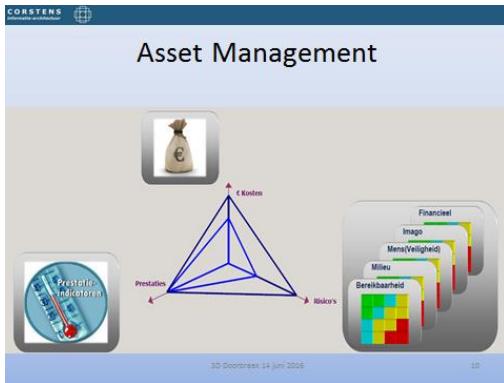 CORSTENS
informatie-architectuur
Asset Management
€
€ Kosten
Prestaties
Risico's
Prestatie-
indicatoren
Financieel
Imago
Mens(Veiligheid)
Milieu
Bereikbaarheid
3D Doorbraak 14 juni 2016
10